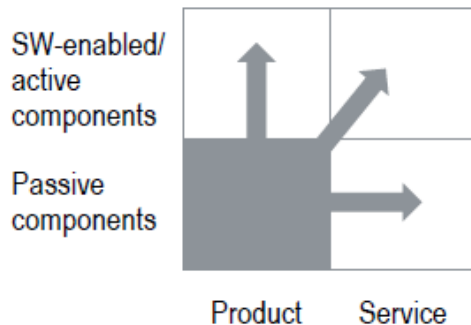 SW-enabled/
active
components
Passive
components
Product Service